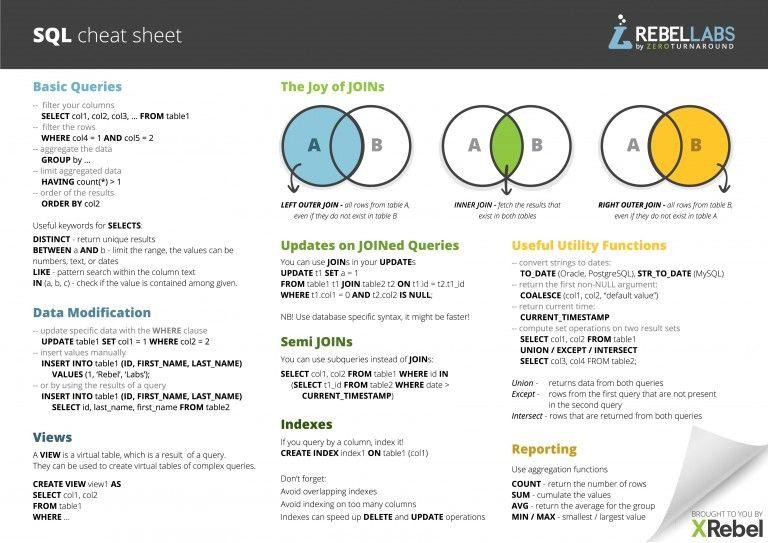 SQL cheat sheet
REBELLABS
by ZEROTURNAROUND
Basic Queries
-- filter your columns
SELECT col1, col2, col3, ... FROM table1
-- filter the rows
WHERE col4 = 1 AND col5 = 2
-- aggregate the data
GROUP by ...
-- limit aggregated data
HAVING count(*) > 1
-- order of the results
ORDER BY col2
Useful keywords for SELECTS:
DISTINCT - return unique results
BETWEEN a AND b - limit the range, the values can be
numbers, text, or dates
LIKE - pattern search within the column text
IN (a, b, c) - check if the value is contained among given.
Data Modification
-- update specific data with the WHERE clause
UPDATE table1 SET col1 = 1 WHERE col2 = 2
-- insert values manually
INSERT INTO table1 (ID, FIRST_NAME, LAST_NAME)
VALUES (1, 'Rebel', 'Labs');
-- or by using the results of a query
INSERT INTO table1 (ID, FIRST_NAME, LAST_NAME)
SELECT id, last_name, first_name FROM table2
Views
A VIEW is a virtual table, which is a result of a query.
They can be used to create virtual tables of complex queries.
CREATE VIEW view1 AS
SELECT col1, col2
FROM table1
WHERE ...
The Joy of JOINs
A B
A B
A B
LEFT OUTER JOIN - all rows from table A,
even if they do not exist in table B
INNER JOIN - fetch the results that
exist in both tables
RIGHT OUTER JOIN - all rows from table B,
even if they do not exist in table A
Updates on JOINed Queries
You can use JOINs in your UPDATEs
UPDATE t1 SET a = 1
FROM table1 t1 JOIN table2 t2 ON t1.id = t2.t1_id
WHERE t1.col1 = 0 AND t2.col2 IS NULL;
NB! Use database specific syntax, it might be faster!
Semi JOINs
You can use subqueries instead of JOINs:
SELECT col1, col2 FROM table1 WHERE id IN
(SELECT t1_id FROM table2 WHERE date >
CURRENT_TIMESTAMP)
Indexes
If you query by a column, index it!
CREATE INDEX index1 ON table1 (col1)
Don't forget:
Avoid overlapping indexes
Avoid indexing on too many columns
Indexes can speed up DELETE and UPDATE operations
Useful Utility Functions
-- convert strings to dates:
TO_DATE (Oracle, PostgreSQL), STR_TO_DATE (MySQL)
-- return the first non-NULL argument:
COALESCE (col1, col2, "default value")
-- return current time:
CURRENT_TIMESTAMP
-- compute set operations on two result sets
SELECT col1, col2 FROM table1
UNION / EXCEPT / INTERSECT
SELECT col3, col4 FROM table2;
Union - returns data from both queries
Except - rows from the first query that are not present
in the second query
Intersect - rows that are returned from both queries
Reporting
Use aggregation functions
COUNT - return the number of rows
SUM - cumulate the values
AVG - return the average for the group
MIN / MAX - smallest / largest value
BROUGHT TO YOU BY
XRebel